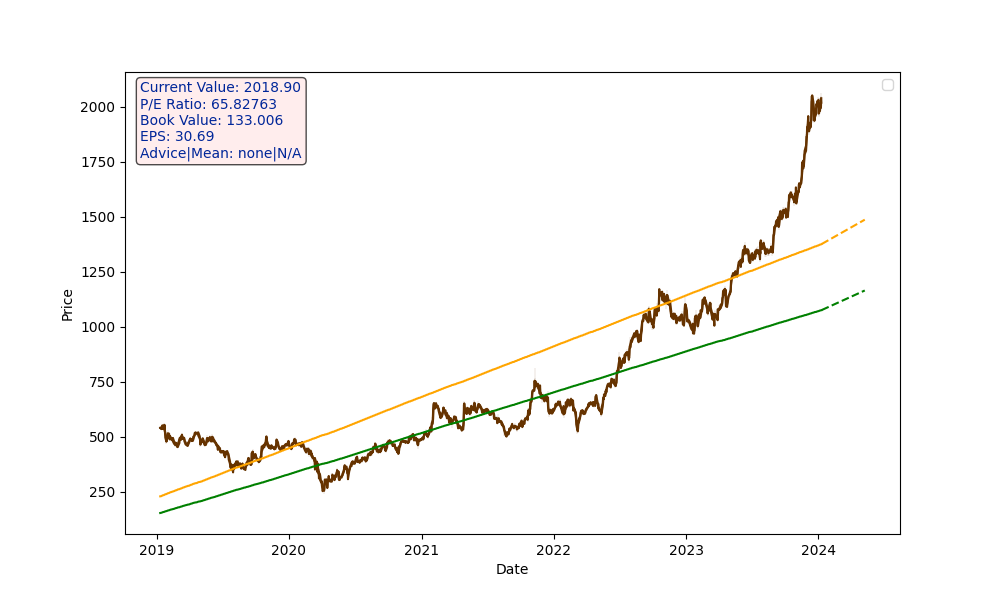 Current Value: 2018.90
P/E Ratio: 65.82763
Book Value: 133.006
EPS: 30.69
Advice|Mean: none|N/A
2000
1750
1500
1250
1000
750
500
250
Price
2019
2020
2021
2022
2023
2024
Date